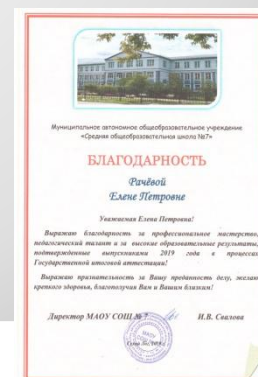 Муниципальное автономное общеобразовательное учреждение
«Средняя общеобразовательная школа №7»
БЛАГОДАРНОСТЬ
Рачёвой
Елене Петровне
Уважаемая Елена Петровна!
Выражаю благодарность за профессиональное мастерство,
педагогический талант и за высокие образовательные результаты,
подтвержденные выпускниками 2019 года в процессе
Государственной итоговой аттестации!
Выражаю признательность за Вашу преданность делу, желаю
крепкого здоровья, благополучия Вам и Вашим близким!
Директор МАОУ СОШ № 7 И.В. Свалова